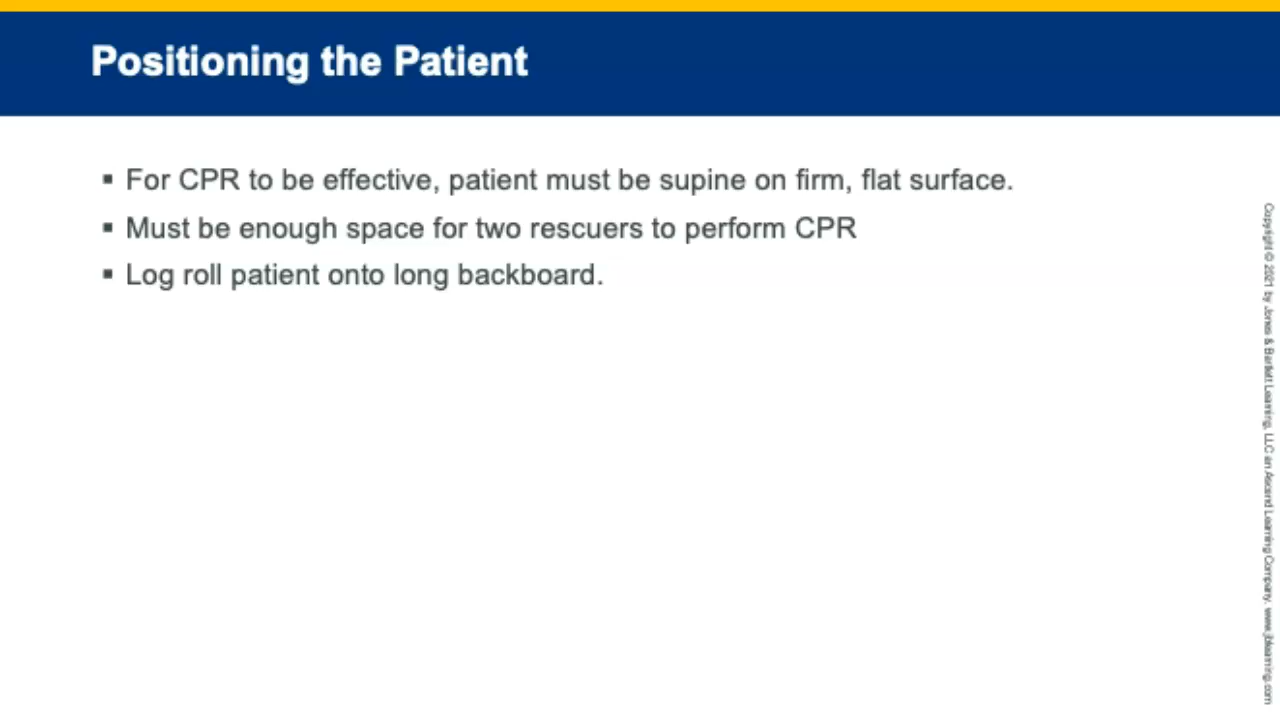 Positioning the Patient
▪ For CPR to be effective, patient must be supine on firm, flat surface.
▪ Must be enough space for two rescuers to perform CPR
▪ Log roll patient onto long backboard.
Copyright © 2021 by Jones & Bartlett Learning, LLC an Ascend Learning Company. www.jblearning.com